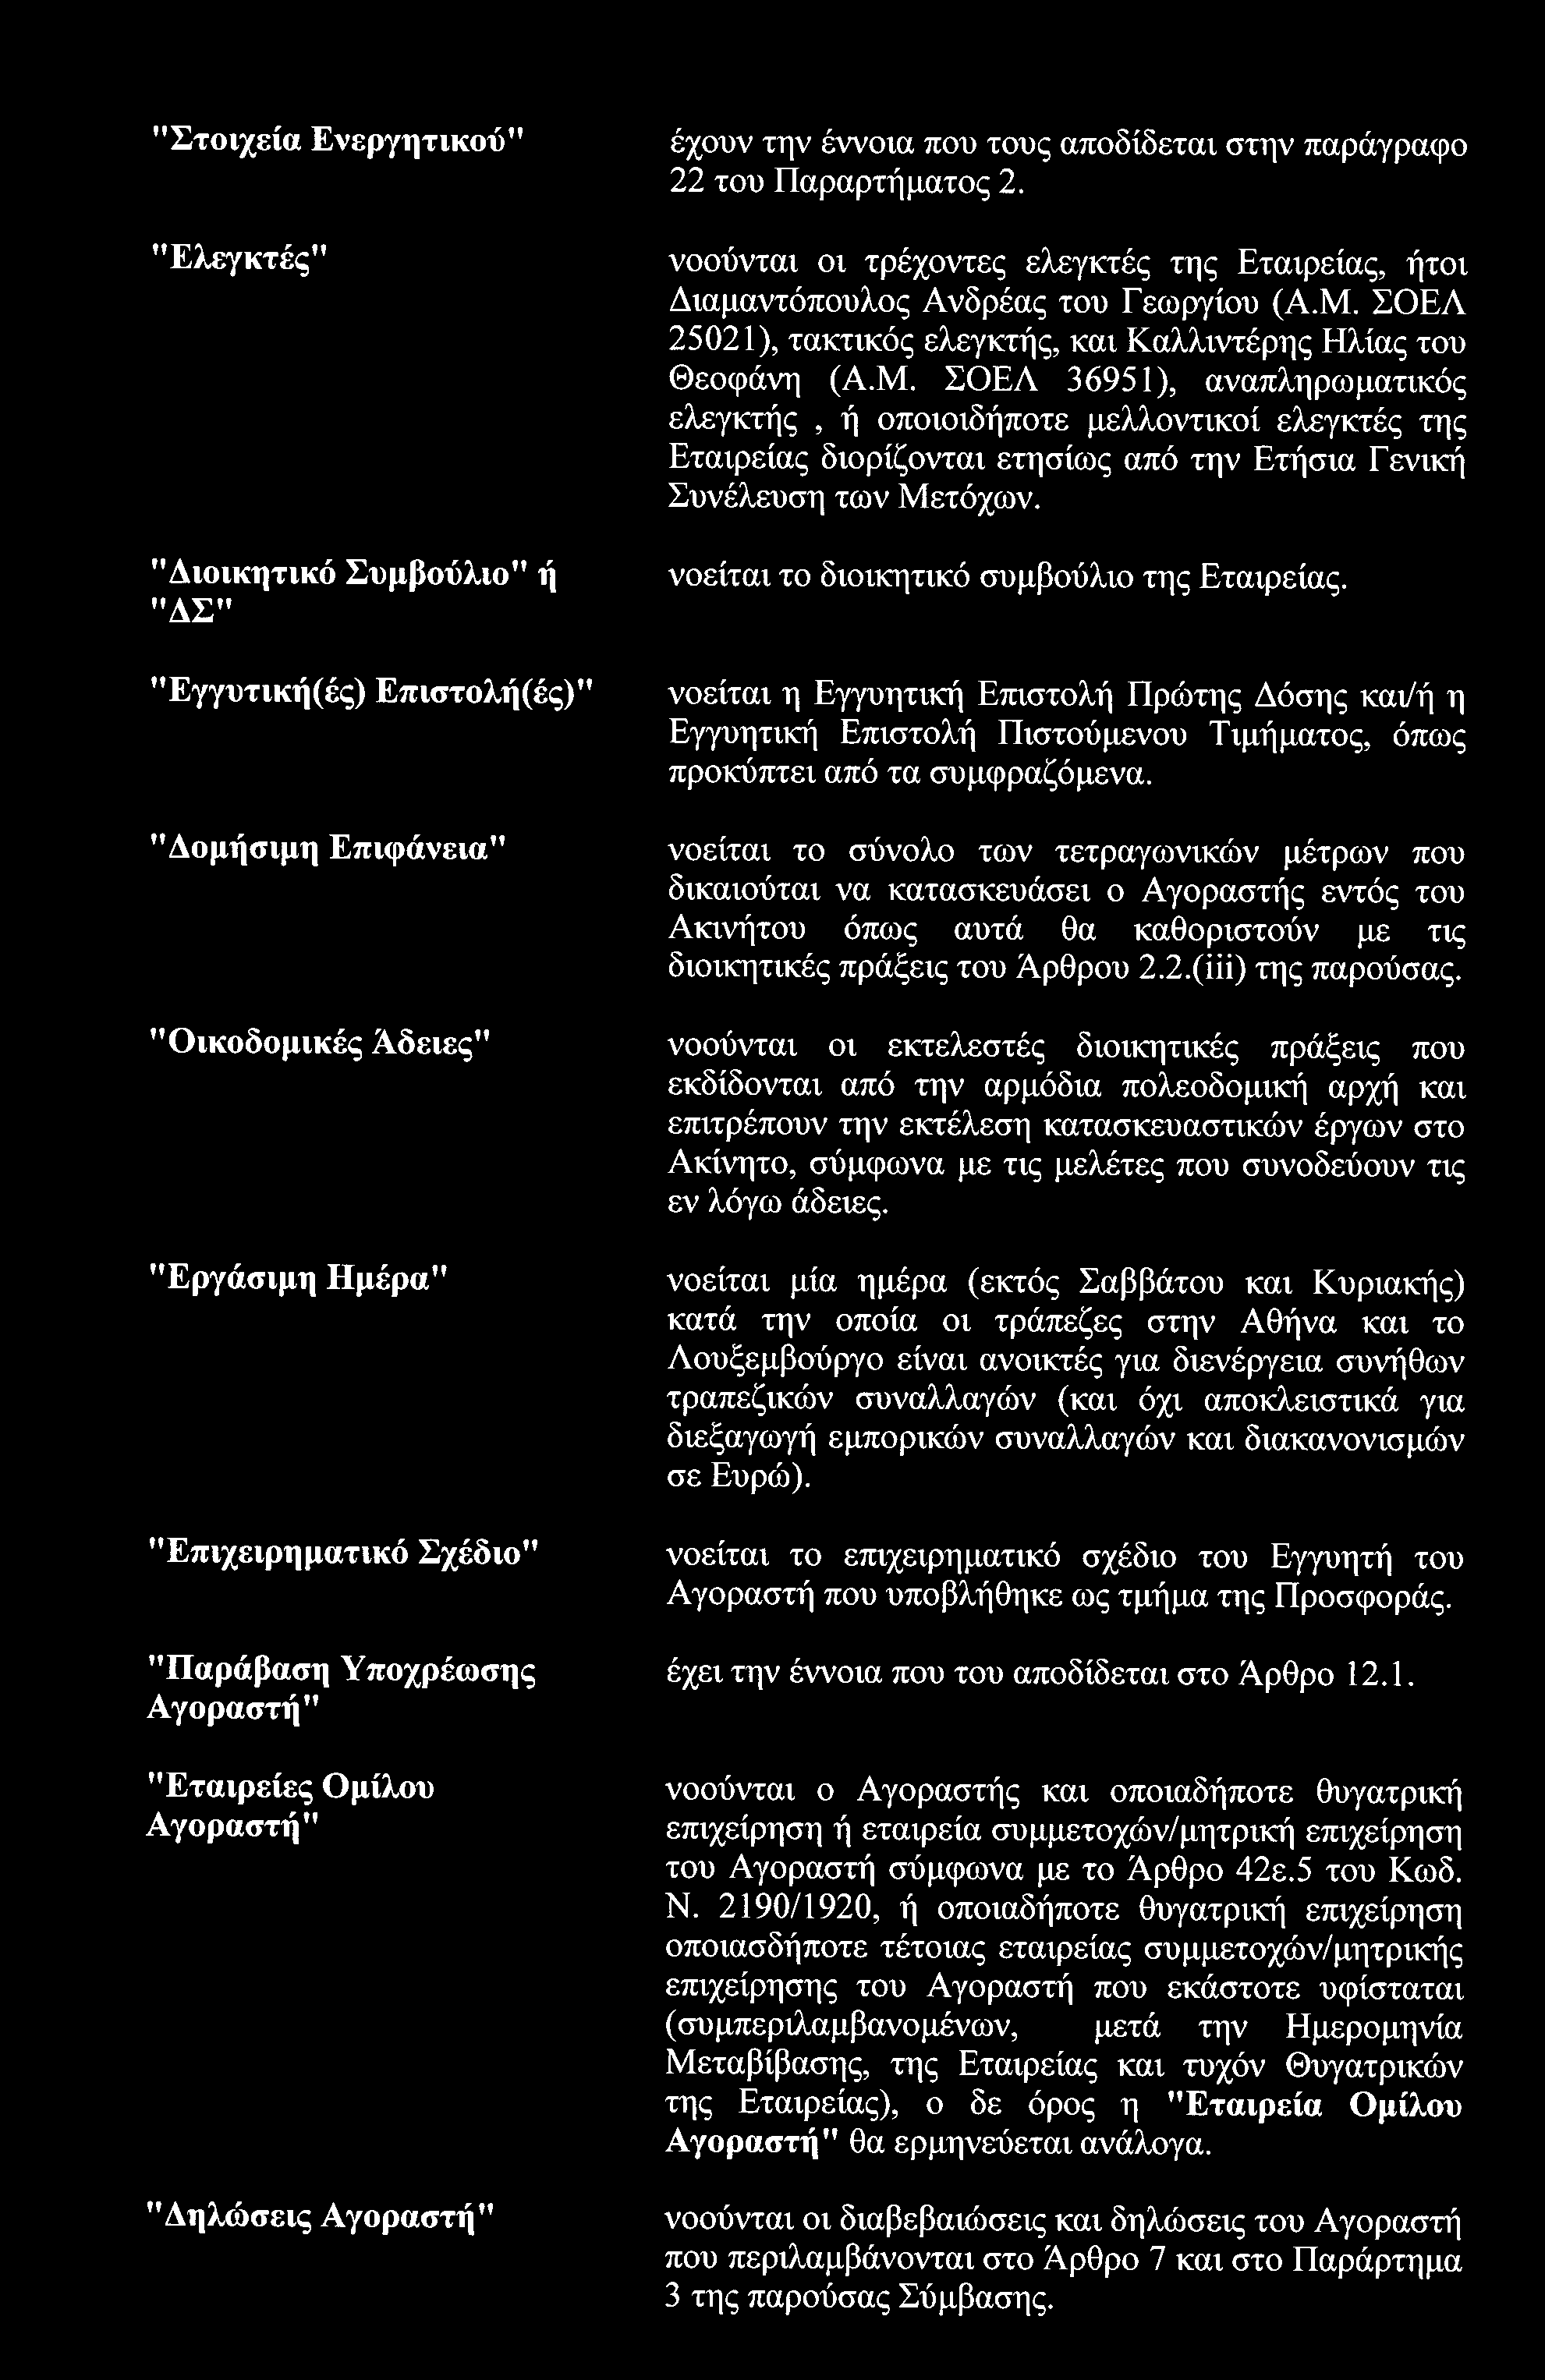 "Στοιχεία Ενεργητικού"
έχουν την έννοια που τους αποδίδεται στην παράγραφο
22 του Παραρτήματος 2.
"Ελεγκτές"
νοούνται οι τρέχοντες ελεγκτές της Εταιρείας, ήτοι
Διαμαντόπουλος Ανδρέας του Γεωργίου (Α.Μ. ΣΟΕΛ
25021), τακτικός ελεγκτής, και Καλλιντέρης Ηλίας του
Θεοφάνη (Α.Μ. ΣΟΕΛ 36951), αναπληρωματικός
ελεγκτής , ή οποιοιδήποτε μελλοντικοί ελεγκτές της
Εταιρείας διορίζονται ετησίως από την Ετήσια Γενική
Συνέλευση των Μετόχων.
"Διοικητικό Συμβούλιο" ή
"ΔΣ"
νοείται το διοικητικό συμβούλιο της Εταιρείας.
"Εγγυτική(ές) Επιστολή(ές)"
νοείται η Εγγυητική Επιστολή Πρώτης Δόσης και/ή η
Εγγυητική Επιστολή Πιστούμενου Τιμήματος, όπως
προκύπτει από τα συμφραζόμενα.
"Δομήσιμη Επιφάνεια"
νοείται το σύνολο των τετραγωνικών μέτρων που
δικαιούται να κατασκευάσει ο Αγοραστής εντός του
Ακινήτου όπως αυτά θα καθοριστούν με τις
διοικητικές πράξεις του Άρθρου 2.2.(iii) της παρούσας.
"Οικοδομικές Άδειες"
νοούνται οι εκτελεστές διοικητικές πράξεις που
εκδίδονται από την αρμόδια πολεοδομική αρχή και
επιτρέπουν την εκτέλεση κατασκευαστικών έργων στο
Ακίνητο, σύμφωνα με τις μελέτες που συνοδεύουν τις
εν λόγω άδειες.
"Εργάσιμη Ημέρα"
νοείται μία ημέρα (εκτός Σαββάτου και Κυριακής)
κατά την οποία οι τράπεζες στην Αθήνα και το
Λουξεμβούργο είναι ανοικτές για διενέργεια συνήθων
τραπεζικών συναλλαγών (και όχι αποκλειστικά για
διεξαγωγή εμπορικών συναλλαγών και διακανονισμών
σε Ευρώ).
"Επιχειρηματικό Σχέδιο"
νοείται το επιχειρηματικό σχέδιο του Εγγυητή του
Αγοραστή που υποβλήθηκε ως τμήμα της Προσφοράς.
"Παράβαση Υποχρέωσης
Αγοραστή"
έχει την έννοια που του αποδίδεται στο Άρθρο 12.1.
"Εταιρείες Ομίλου
Αγοραστή"
νοούνται ο Αγοραστής και οποιαδήποτε θυγατρική
επιχείρηση ή εταιρεία συμμετοχών/μητρική επιχείρηση
του Αγοραστή σύμφωνα με το Άρθρο 42ε.5 του Κωδ.
Ν. 2190/1920, ή οποιαδήποτε θυγατρική επιχείρηση
οποιασδήποτε τέτοιας εταιρείας συμμετοχών/μητρικής
επιχείρησης του Αγοραστή που εκάστοτε υφίσταται
(συμπεριλαμβανομένων, μετά την Ημερομηνία
Μεταβίβασης, της Εταιρείας και τυχόν Θυγατρικών
της Εταιρείας), ο δε όρος η "Εταιρεία Ομίλου
Αγοραστή" θα ερμηνεύεται ανάλογα.
"Δηλώσεις Αγοραστή"
νοούνται οι διαβεβαιώσεις και δηλώσεις του Αγοραστή
που περιλαμβάνονται στο Άρθρο 7 και στο Παράρτημα
3 της παρούσας Σύμβασης.